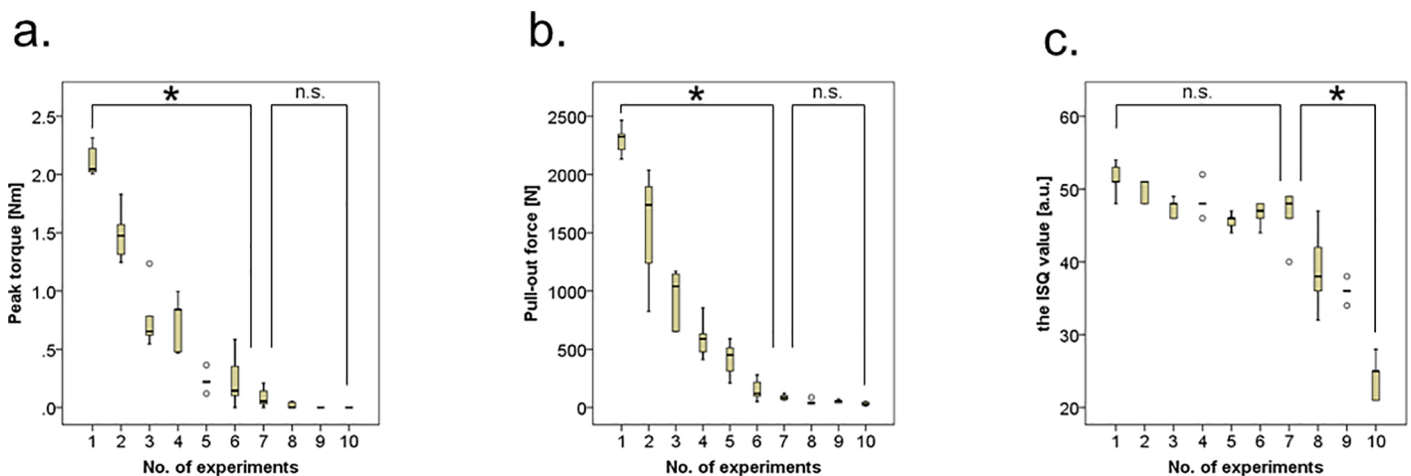 a.
Peak torque [Nm]
2.5
2.0
1.5
1.0
.5
.0
*
n.s.
1 2 3 4 5 6 7 8 9 10
No. of experiments
b.
Pull-out force [N]
2500
2000
1500
1000
500
0
*
n.s.
1 2 3 4 5 6 7 8 9 10
No. of experiments
c.
the ISQ value [a.u.]
60
50
40
30
20
n.s.
*
1 2 3 4 5 6 7 8 9 10
No. of experiments